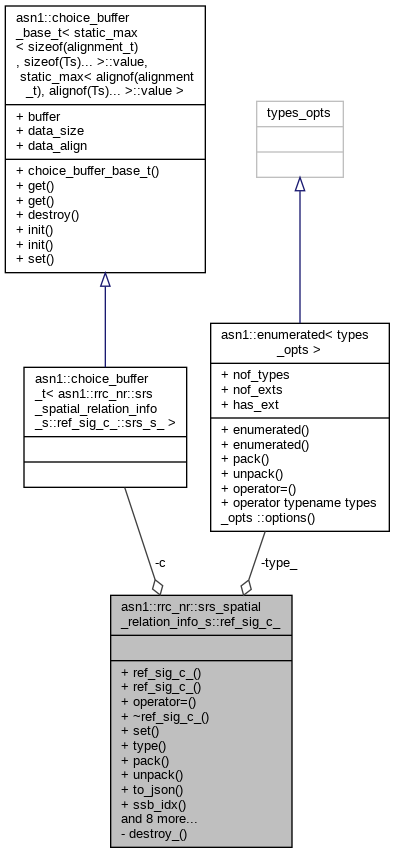 asn1::choice_buffer
_base_t< static_max
< sizeof(alignment_t)
, sizeof(Ts)... >::value,
static_max< alignof(alignment
_t), alignof(Ts)... >::value >
+ buffer
+ data_size
+ data_align
+ choice_buffer_base_t()
+ get()
+ get()
+ destroy()
+ init()
+ init()
+ set()
types_opts
asn1::enumerated< types
_opts >
+ nof_types
+ nof_exts
+ has_ext
+ enumerated()
+ enumerated()
+ pack()
+ unpack()
+ operator=()
+ operator typename types
_opts ::options()
asn1::choice_buffer
_t< asn1::rrc_nr::srs
_spatial_relation_info
_s::ref_sig_c_::srs_s_ >
-c
-type_
asn1::rrc_nr::srs_spatial
_relation_info_s::ref_sig_c_
+ ref_sig_c_()
+ ref_sig_c_()
+ operator=()
+ ~ref_sig_c_()
+ set()
+ type()
+ pack()
+ unpack()
+ to_json()
+ ssb_idx()
and 8 more...
- destroy_()